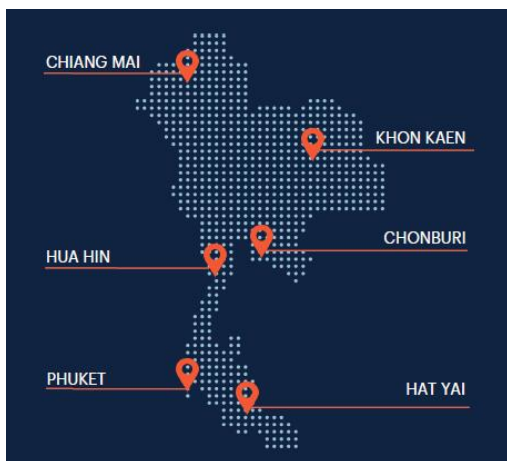 CHIANG MAI
KHON KAEN
CHONBURI
HUA HIN
PHUKET
HAT YAI